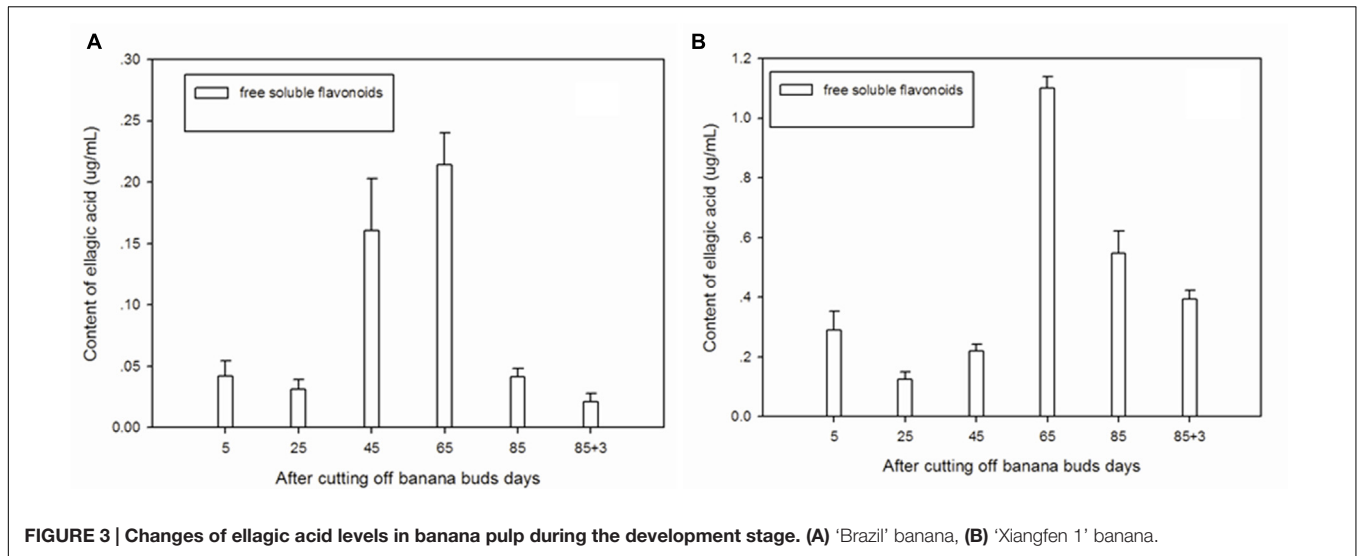 A
.30
.25
.20
.15
.10
.05
0.00
Content of ellagic acid (ug/mL)
free soluble flavonoids
5 25 45 65 85 85+3
After cutting off banana buds days
B
1.2
1.0
.8
.6
.4
.2
0.0
Content of ellagic acid (ug/mL)
free soluble flavonoids
5 25 45 65 85 85+3
After cutting off banana buds days
FIGURE 3 | Changes of ellagic acid levels in banana pulp during the development stage. (A) ‘Brazil’ banana, (B) ‘Xiangfen 1’ banana.